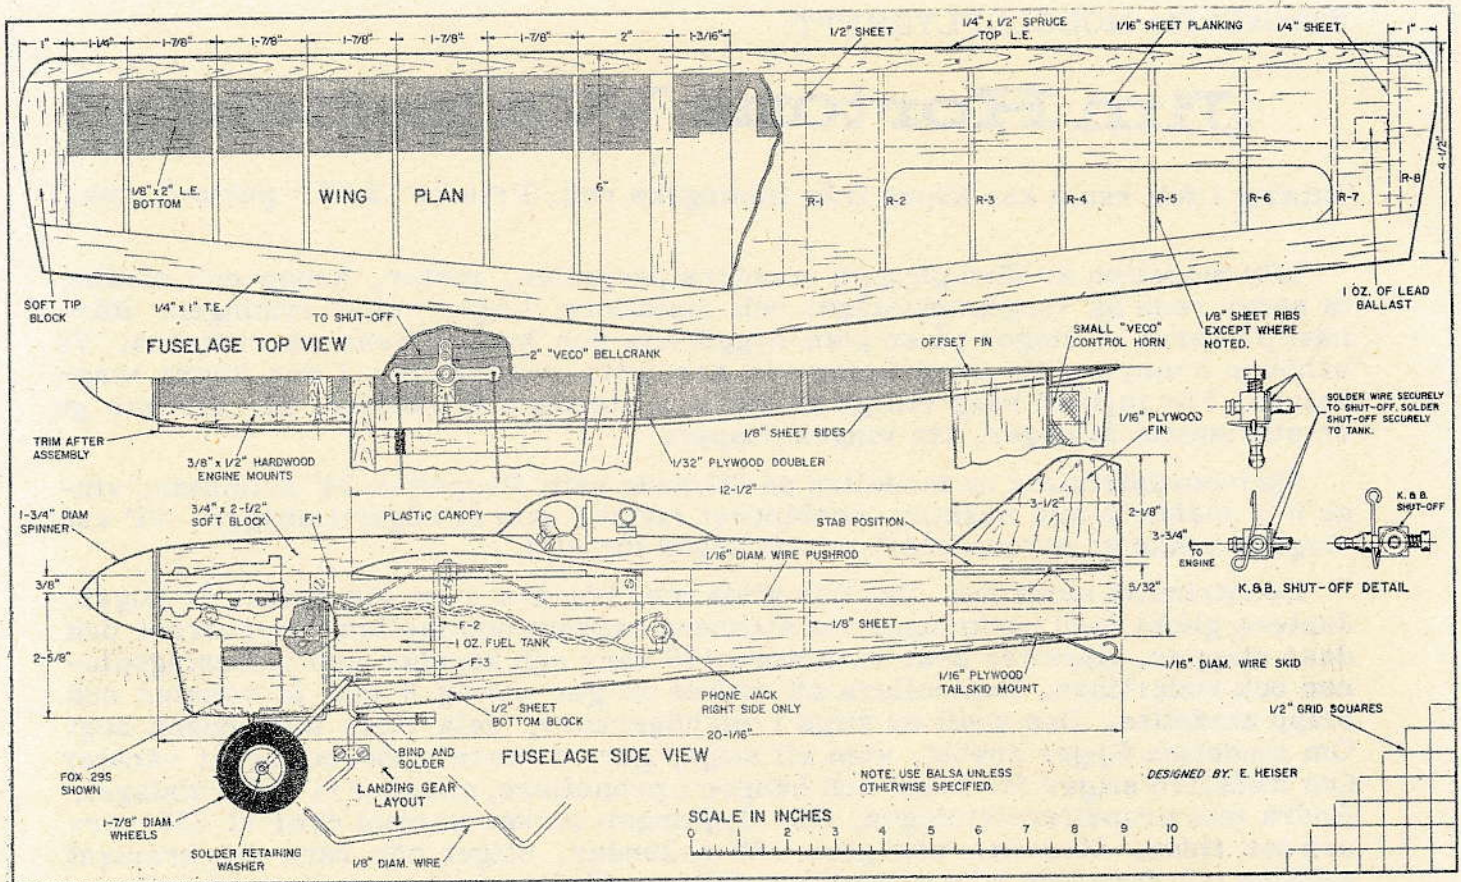 1"
1-1/4"
1-7/8"
1-7/8"
1-7/8"
1-7/8"
1-7/8"
2"
1-3/16"
1/2" SHEET
1/4" x 1/2" SPRUCE
TOP L.E.
1/16" SHEET PLANKING
1/4" SHEET
1"
1/8" x 2" L.E.
BOTTOM
WING PLAN
6"
R-1
R-2
R-3
R-4
R-5
R-6
R-7
R-8
4-1/2"
SOFT TIP
BLOCK
1/4" x 1" T.E.
1 OZ. OF LEAD
BALLAST
1/8" SHEET RIBS
EXCEPT WHERE
NOTED.
FUSELAGE TOP VIEW
TO SHUT-OFF
2" "VECO" BELLCRANK
OFFSET FIN
SMALL "VECO"
CONTROL HORN
TRIM AFTER
ASSEMBLY
3/8" x 1/2" HARDWOOD
ENGINE MOUNTS
1/32" PLYWOOD DOUBLER
1/8" SHEET SIDES
1/16" PLYWOOD
FIN
SOLDER WIRE SECURELY
TO SHUT-OFF. SOLDER
SHUT-OFF SECURELY
TO TANK.
12-1/2"
1-3/4" DIAM
SPINNER
3/4" x 2-1/2"
SOFT BLOCK
F-1
PLASTIC CANOPY
STAB POSITION
3-1/2"
2-1/8"
3-3/4"
5/32"
K.&B.
SHUT-OFF
TO
ENGINE
K.&B. SHUT-OFF DETAIL
1/16" DIAM. WIRE PUSHROD
3/8"
2-5/8"
F-2
1 OZ. FUEL TANK
F-3
1/8" SHEET
1/16" PLYWOOD
TAILSKID MOUNT
1/16" DIAM. WIRE SKID
PHONE JACK
RIGHT SIDE ONLY
1/2" SHEET
BOTTOM BLOCK
20-1/16"
1/2" GRID SQUARES
FOX 29S
SHOWN
BIND AND
SOLDER
FUSELAGE SIDE VIEW
LANDING GEAR
LAYOUT
NOTE: USE BALSA UNLESS
OTHERWISE SPECIFIED.
DESIGNED BY: E. HEISER
1-7/8" DIAM.
WHEELS
SOLDER RETAINING
WASHER
1/8" DIAM. WIRE
SCALE IN INCHES
0 1 2 3 4 5 6 7 8 9 10